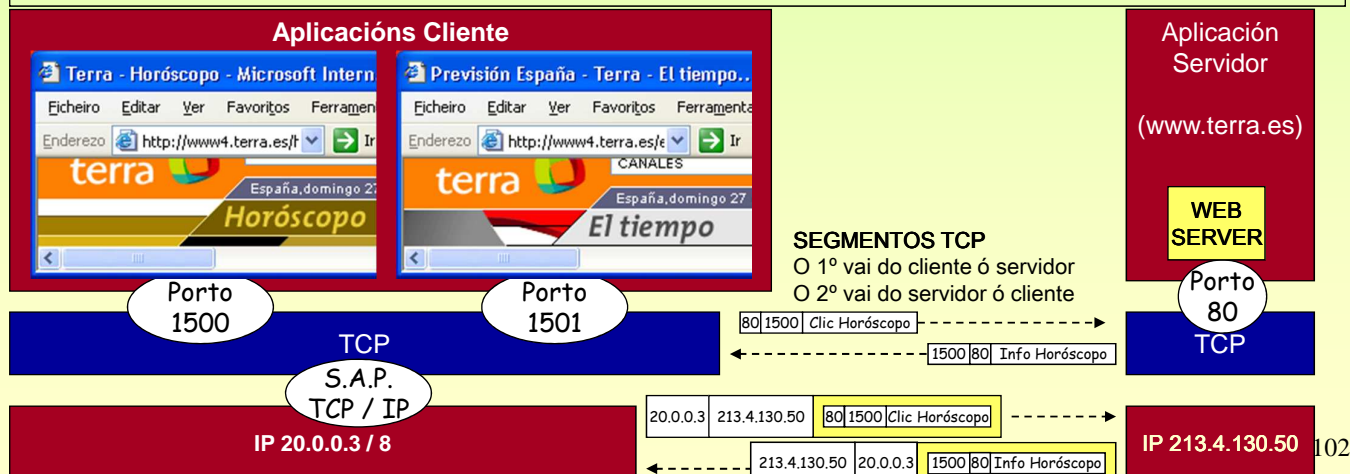 Aplicacións Cliente
Terra - Horóscopo - Microsoft Intern
Ficheiro Editar Ver Favoritos Ferramen
Enderezo http://www4.terra.es/h Ir
terra
España,domingo 27
Horóscopo
Previsión España - Terra - El tiempo..
Ficheiro Editar Ver Favoritos Ferramenta
Enderezo http://www4.terra.es/e Ir
CANALES
terra
España,domingo 27
El tiempo
Aplicación
Servidor
(www.terra.es)
WEB
SERVER
SEGMENTOS TCP
O 1º vai do cliente ó servidor
O 2º vai do servidor ó cliente
Porto
1500
Porto
1501
Porto
80
TCP
80 1500 Clic Horóscopo
1500 80 Info Horóscopo
TCP
S.A.P.
TCP / IP
IP 20.0.0.3 / 8
20.0.0.3 213.4.130.50 80 1500 Clic Horóscopo
213.4.130.50 20.0.0.3 1500 80 Info Horóscopo
IP 213.4.130.50
102